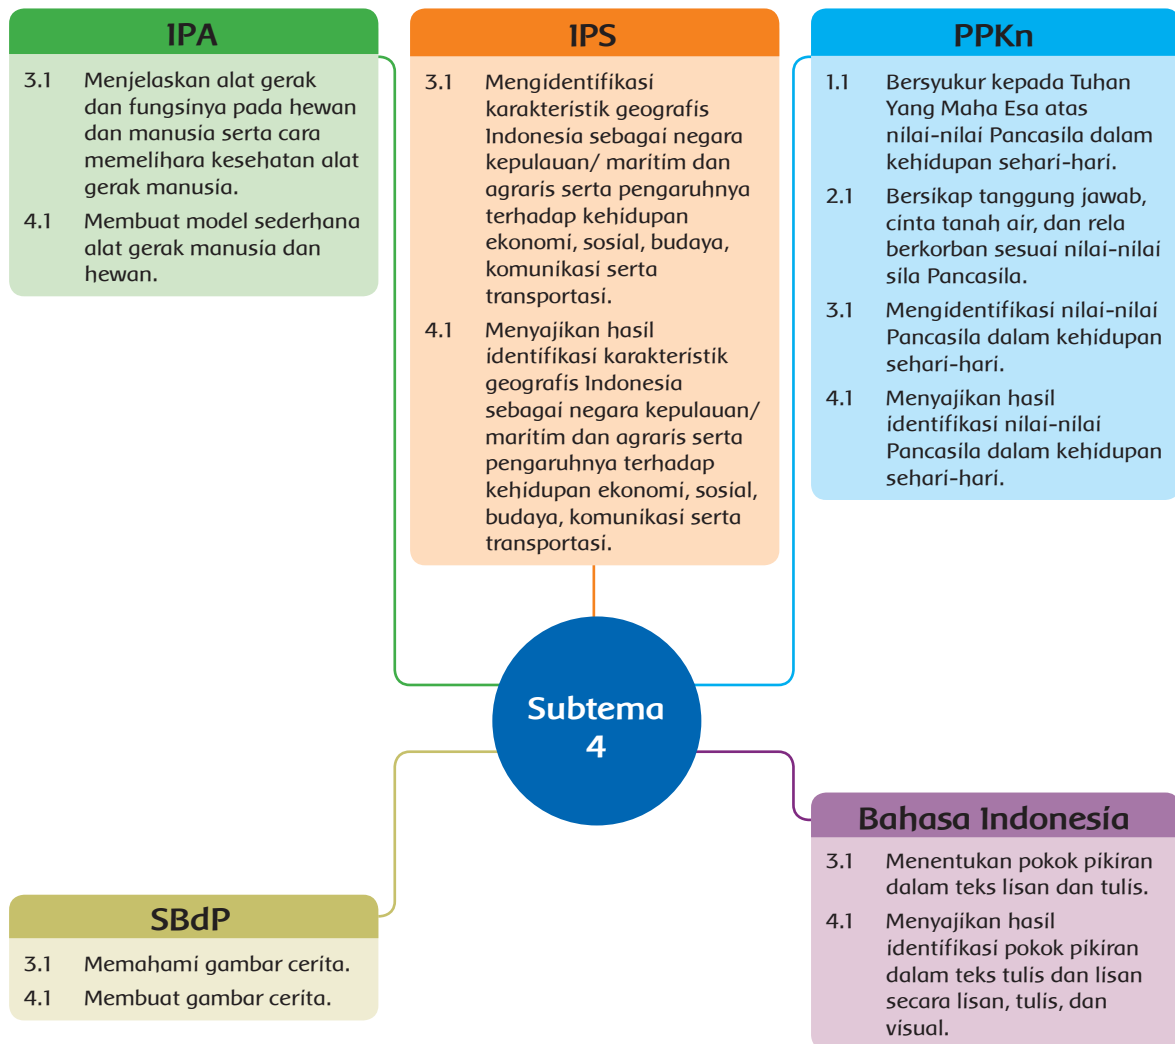 IPA
3.1 Menjelaskan alat gerak
dan fungsinya pada hewan
dan manusia serta cara
memelihara kesehatan alat
gerak manusia.
4.1 Membuat model sederhana
alat gerak manusia dan
hewan.
IPS
3.1 Mengidentifikasi
karakteristik geografis
Indonesia sebagai negara
kepulauan/ maritim dan
agraris serta pengaruhnya
terhadap kehidupan
ekonomi, sosial, budaya,
komunikasi serta
transportasi.
4.1 Menyajikan hasil
identifikasi karakteristik
geografis Indonesia
sebagai negara kepulauan/
maritim dan agraris serta
pengaruhnya terhadap
kehidupan ekonomi, sosial,
budaya, komunikasi serta
transportasi.
PPKn
1.1 Bersyukur kepada Tuhan
Yang Maha Esa atas
nilai-nilai Pancasila dalam
kehidupan sehari-hari.
2.1 Bersikap tanggung jawab,
cinta tanah air, dan rela
berkorban sesuai nilai-nilai
sila Pancasila.
3.1 Mengidentifikasi nilai-nilai
Pancasila dalam kehidupan
sehari-hari.
4.1 Menyajikan hasil
identifikasi nilai-nilai
Pancasila dalam kehidupan
sehari-hari.
Subtema
4
SBdP
3.1 Memahami gambar cerita.
4.1 Membuat gambar cerita.
Bahasa Indonesia
3.1 Menentukan pokok pikiran
dalam teks lisan dan tulis.
4.1 Menyajikan hasil
identifikasi pokok pikiran
dalam teks tulis dan lisan
secara lisan, tulis, dan
visual.